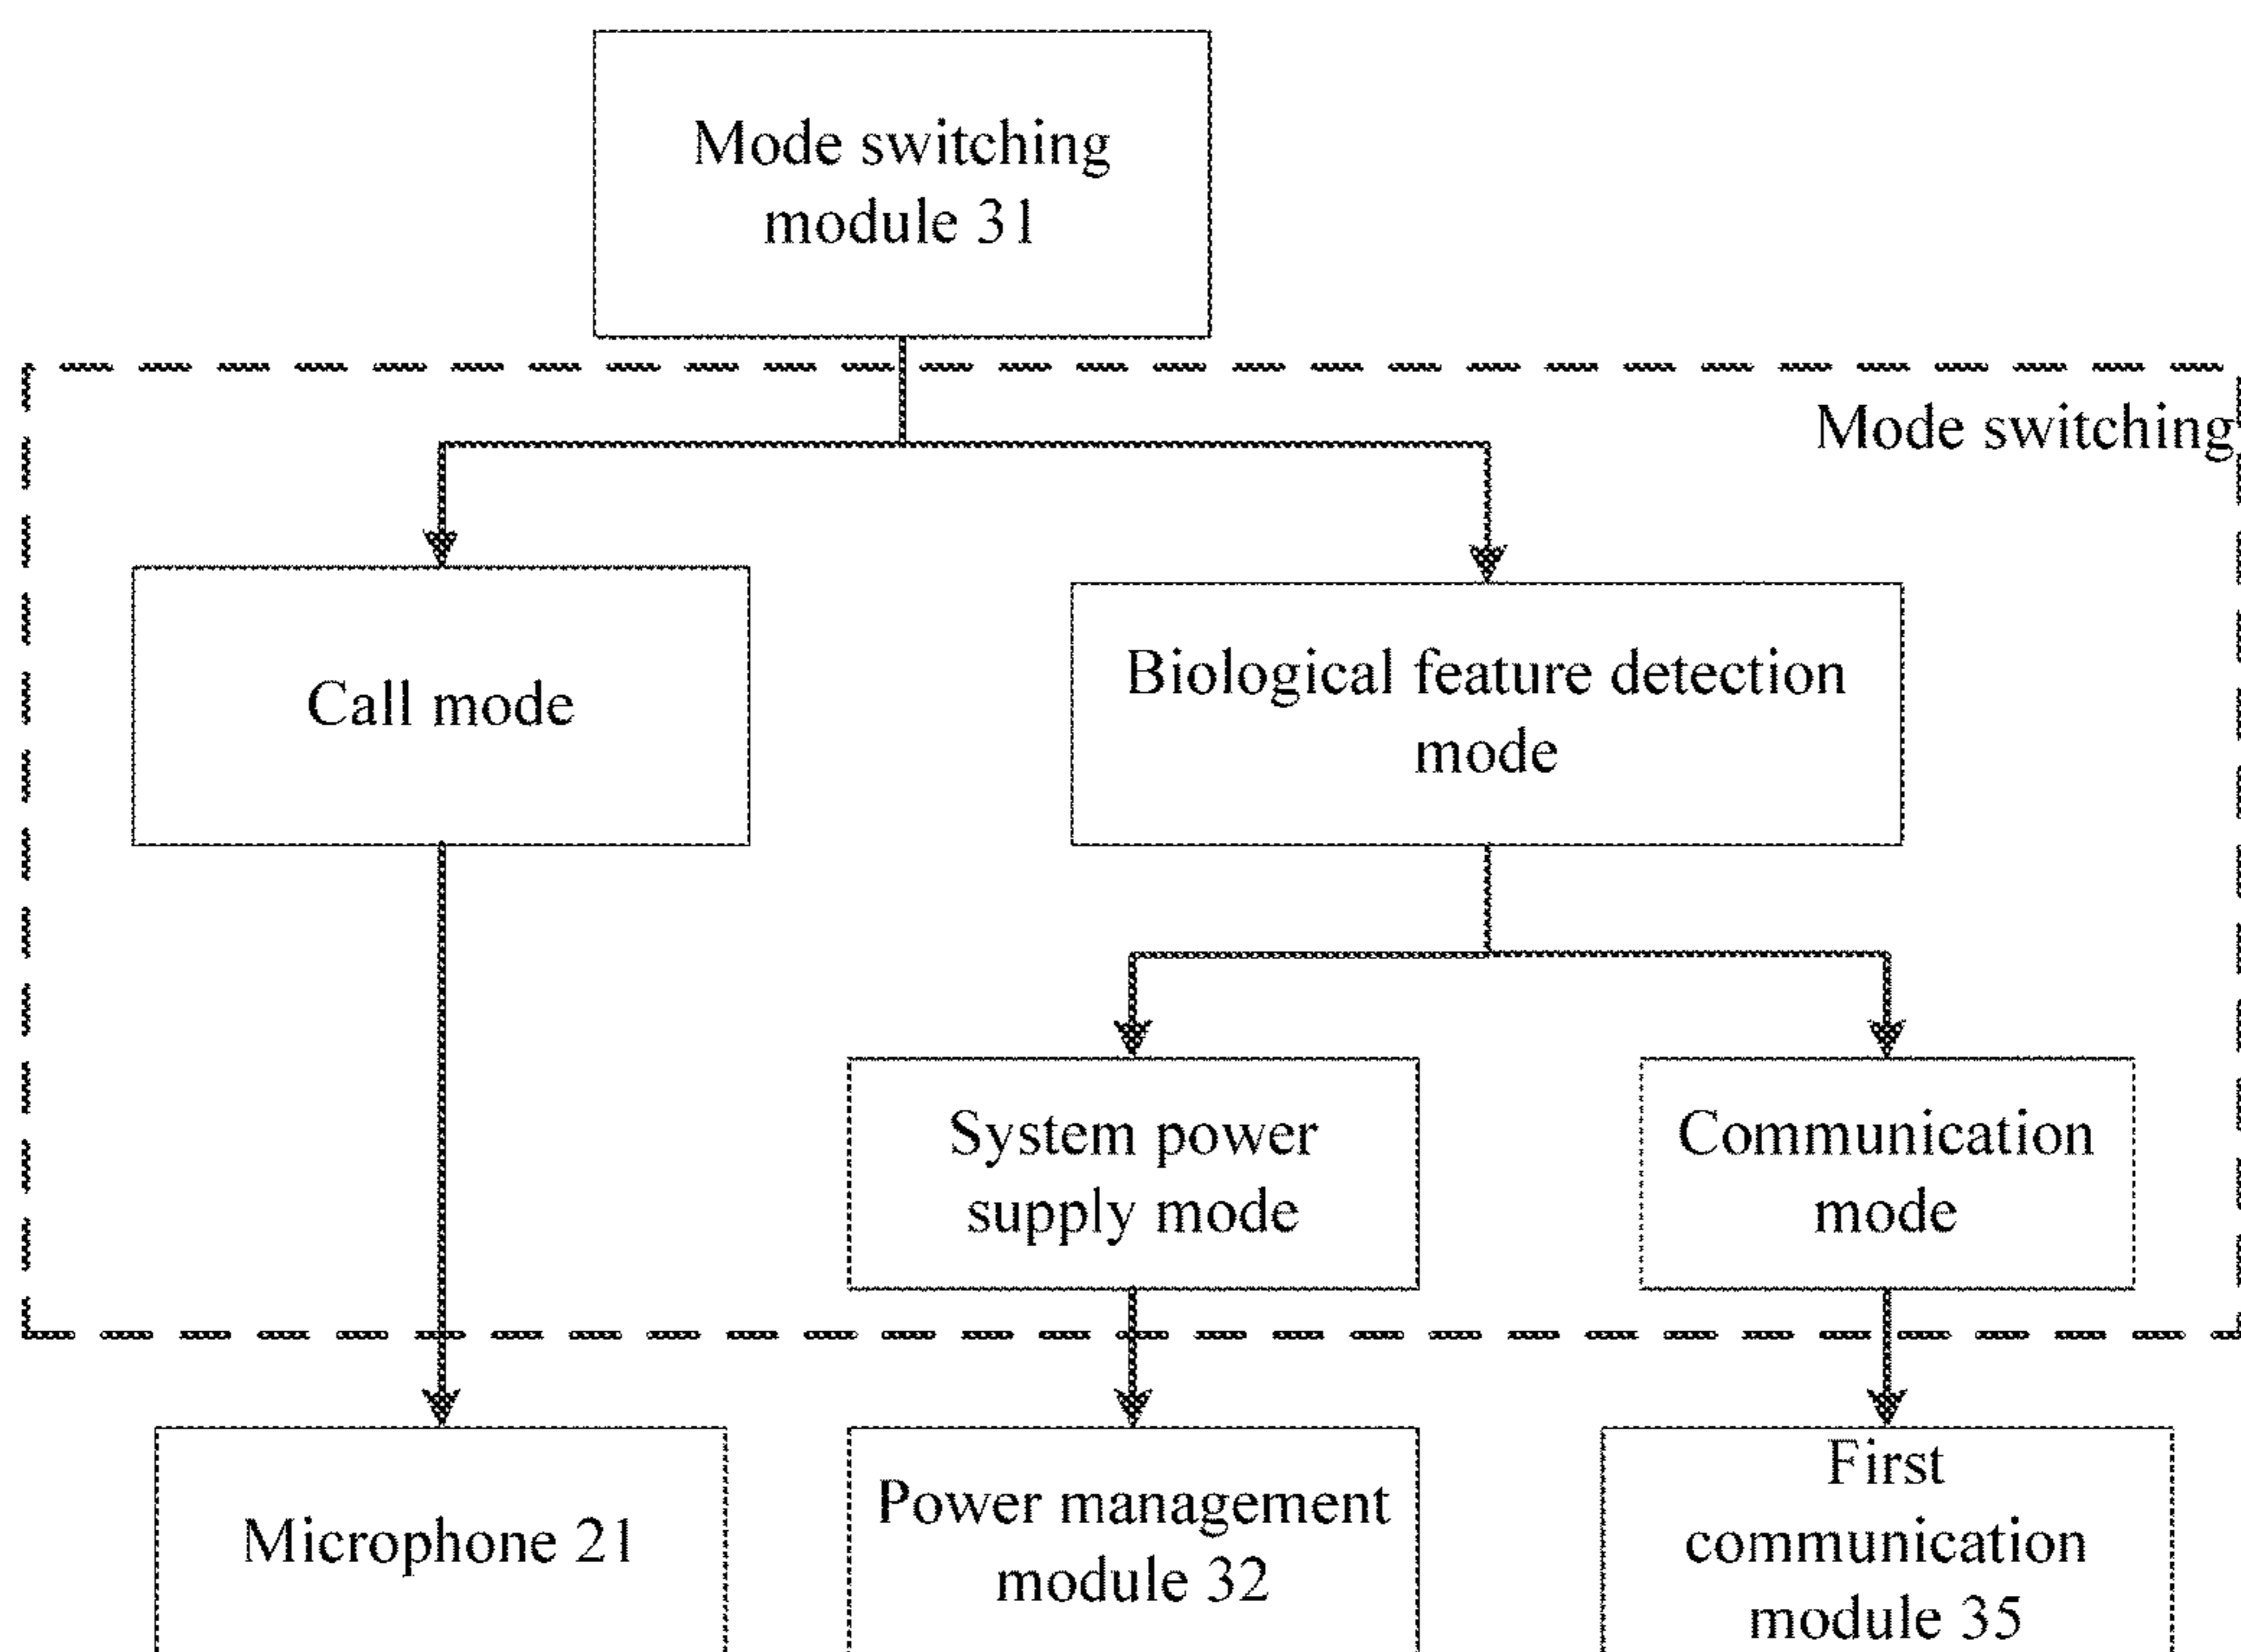 Mode switching
module 31
Mode switching
Call mode
Biological feature detection
mode
System power
supply mode
Communication
mode
Microphone 21
Power management
module 32
First
communication
module 35